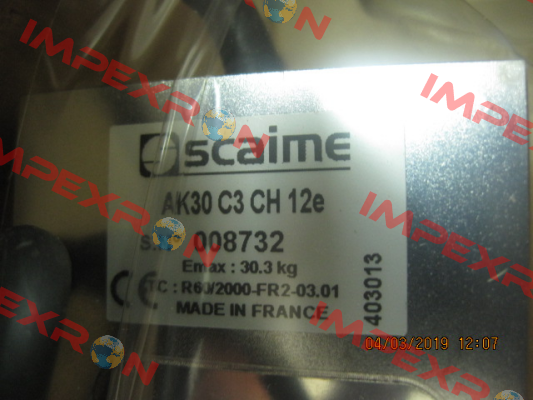 scaime
AK30 C3 CH 12e
008732
Emax : 30.3 kg
TC : R60/2000-FR2-03.01
MADE IN FRANCE
CE
403013
04/03/2019 12:07
IMPEXRON
IMPEXRON
IMPEXRON
IMPEXRON